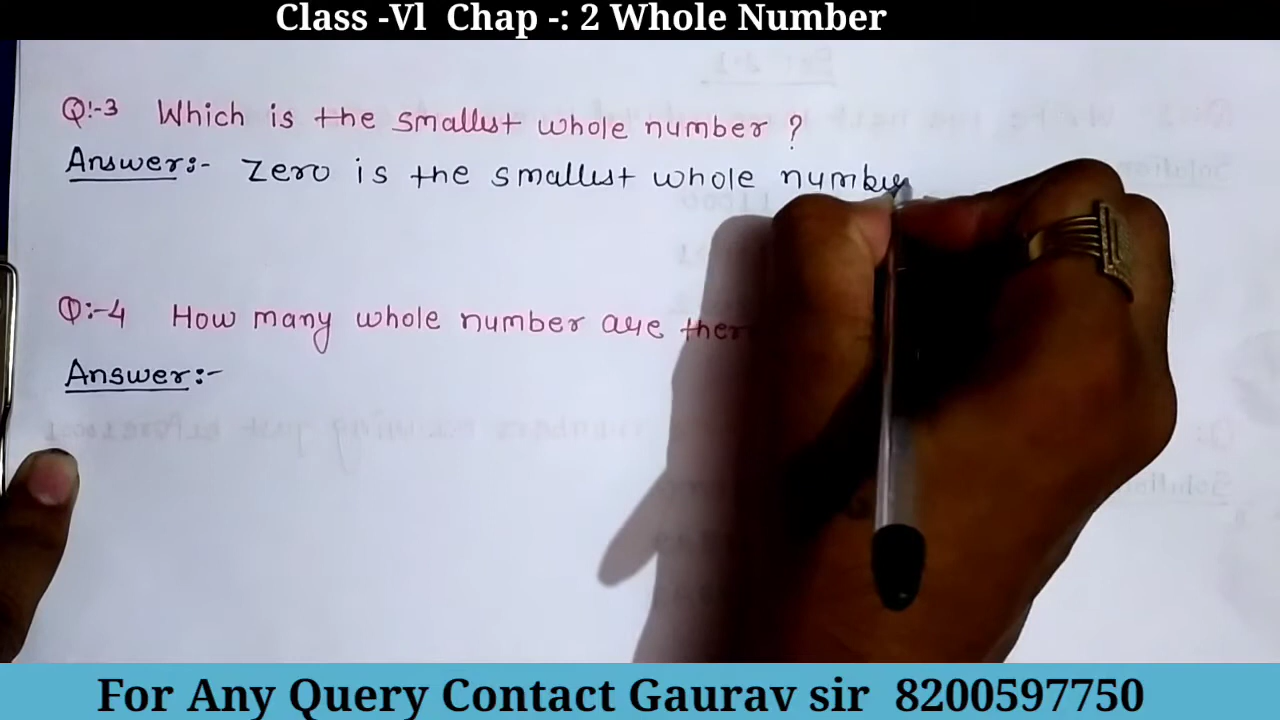 Class -Vl Chap -: 2 Whole Number
Q:-3 Which is the smallest whole number ?
Answer:- Zero is the smallest whole number
Q:-4 How many whole number are ther
Answer:-
For Any Query Contact Gaurav sir 8200597750